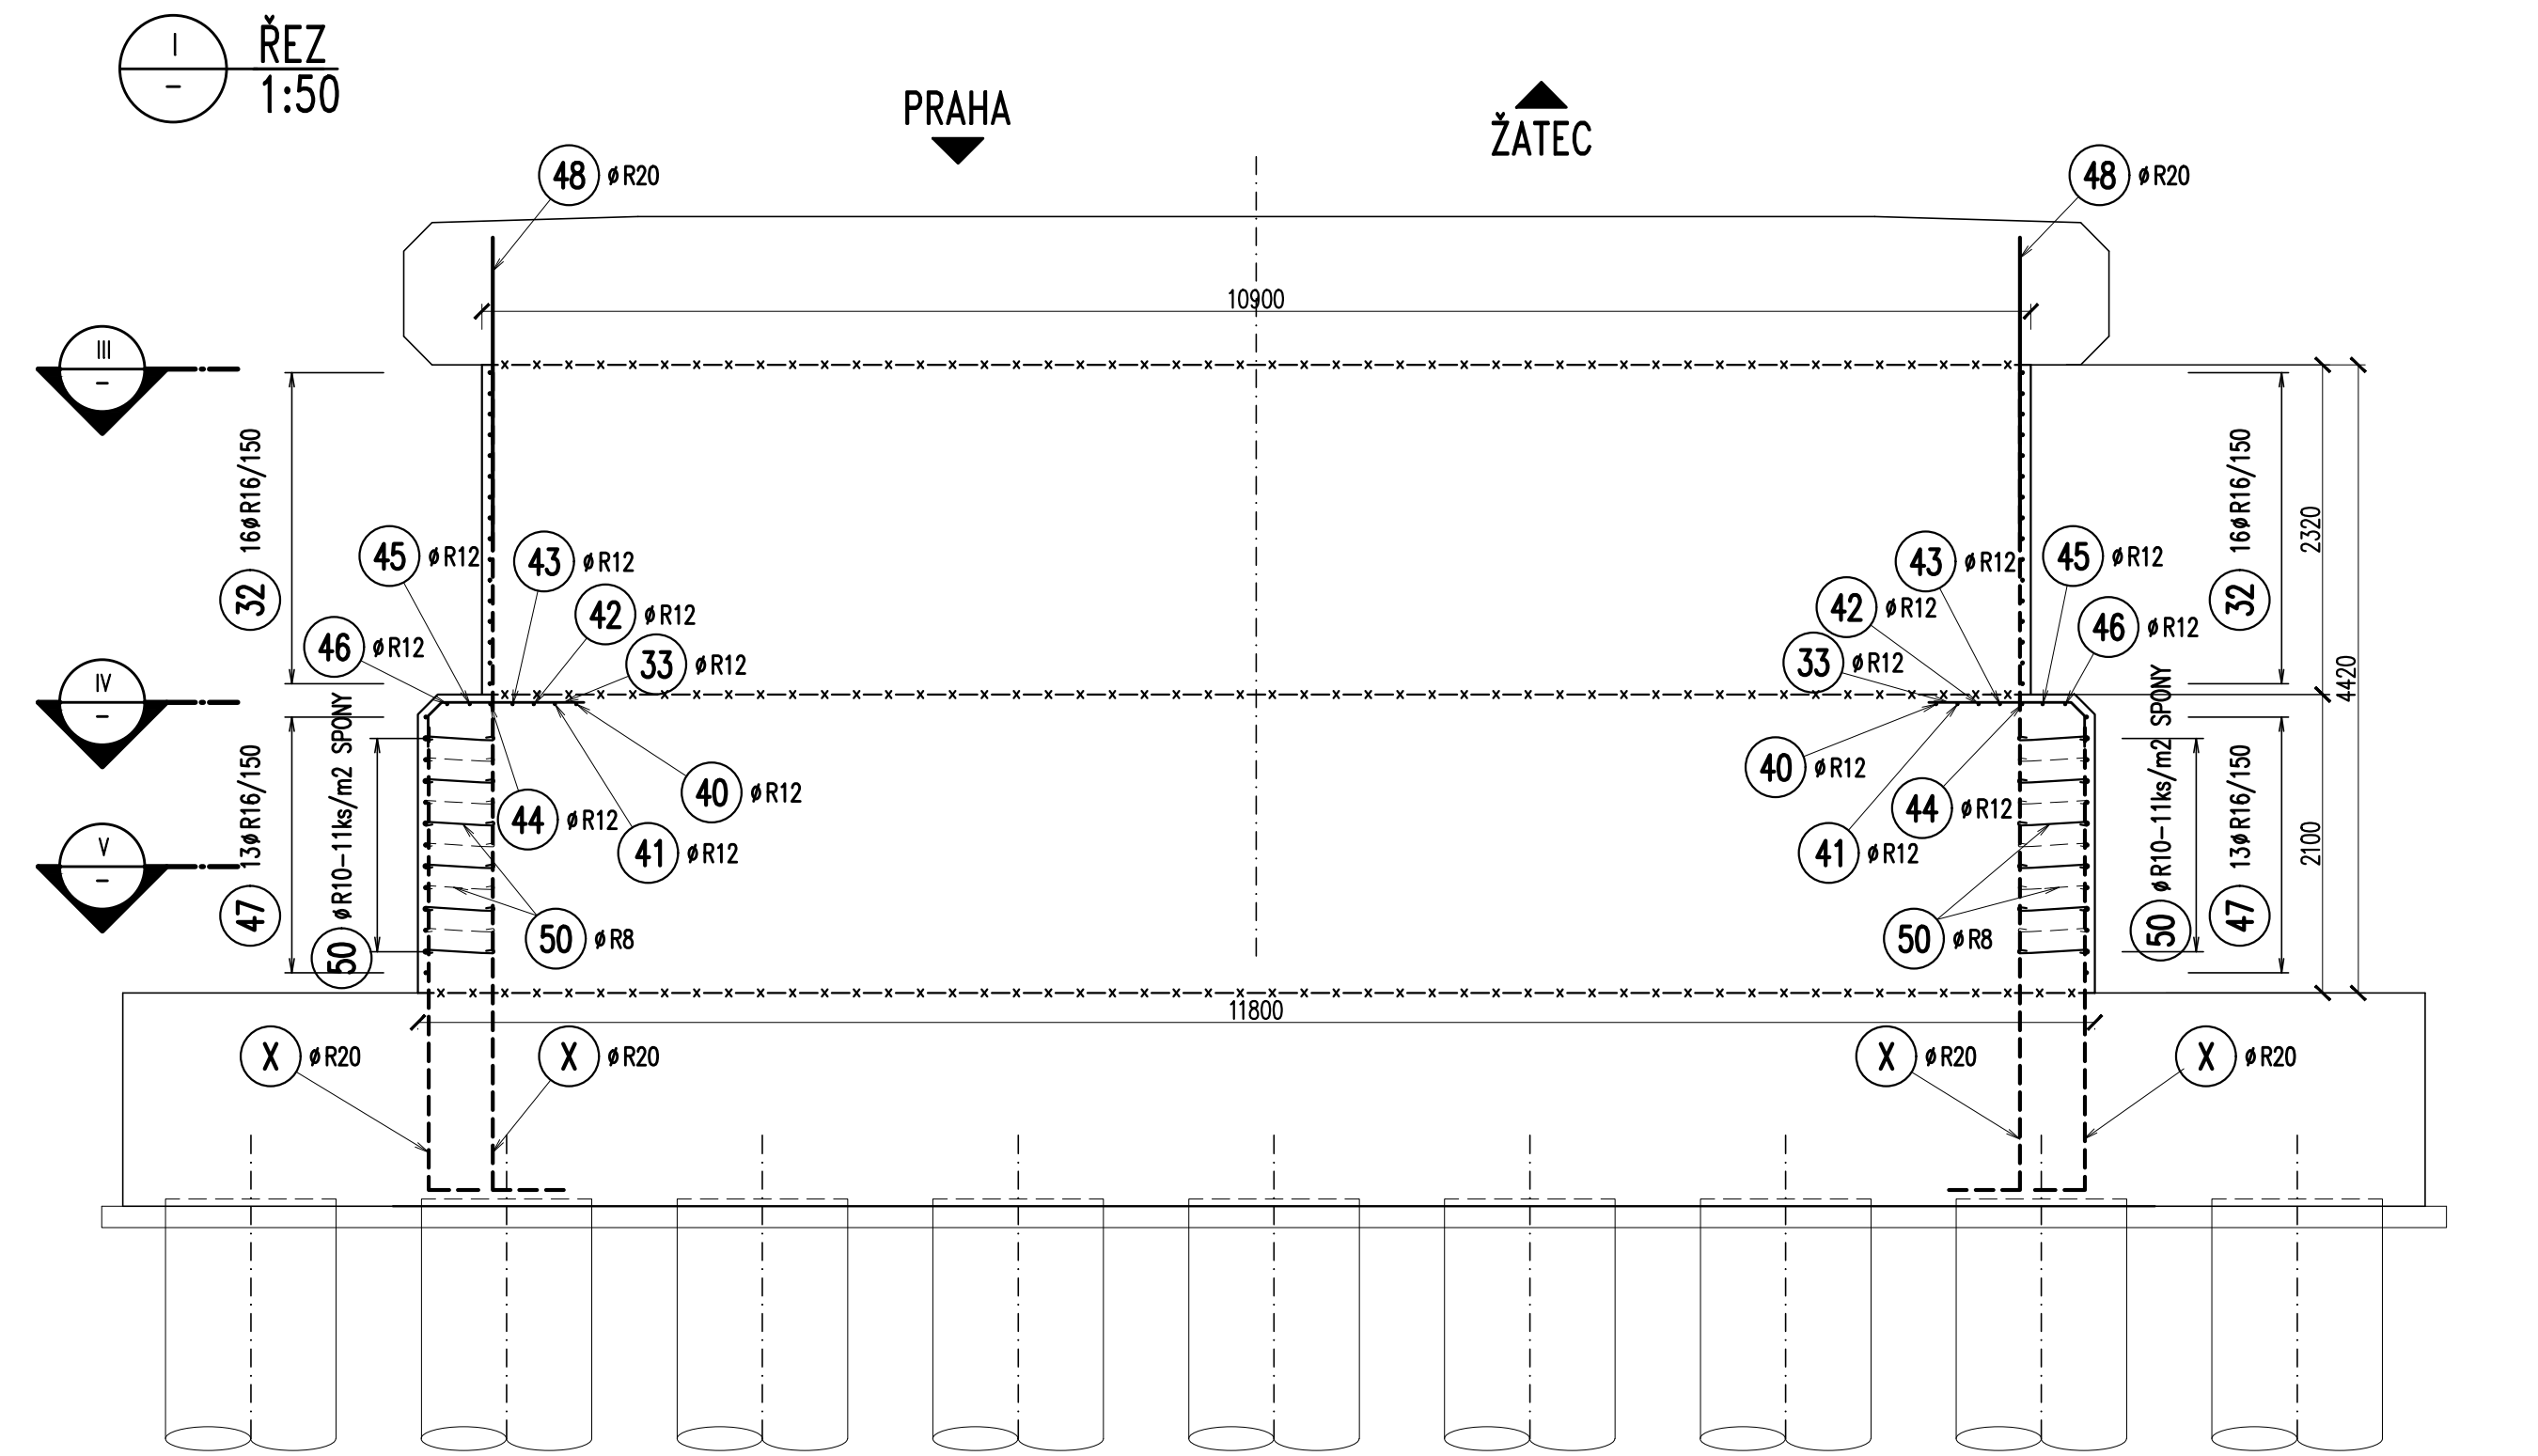 I
-
ŘEZ
1:50
PRAHA
ŽATEC
48 øR20
48 øR20
10900
III
-
32 16øR16/150
32 16øR16/150
2320
4420
45 øR12
43 øR12
42 øR12
46 øR12
33 øR12
43 øR12
45 øR12
42 øR12
46 øR12
33 øR12
IV
-
V
-
47 13øR16/150
50 øR10-11ks/m2 SPONY
40 øR12
44 øR12
41 øR12
50 øR8
40 øR12
44 øR12
41 øR12
50 øR8
50 øR10-11ks/m2 SPONY
47 13øR16/150
2100
11800
X øR20
X øR20
X øR20
X øR20